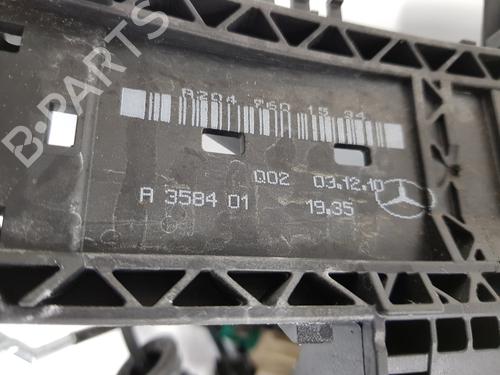 B-PARTS
A204 760 15 34
Q02 03.12.10
A 3584 01 19.35